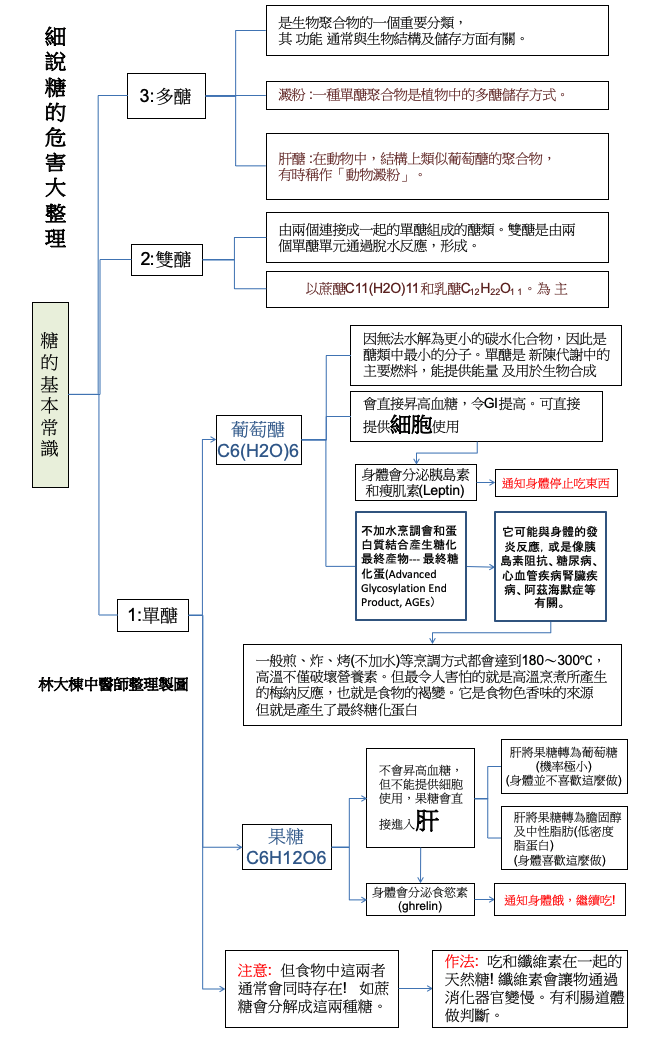 細說糖的危害大整理
是生物聚合物的一個重要分類，
其 功能 通常與生物結構及儲存方面有關。
3:多醣
澱粉 :一種單醣聚合物是植物中的多醣儲存方式。
肝醣 :在動物中，結構上類似葡萄醣的聚合物，
有時稱作「動物澱粉」。
由兩個連接成一起的單醣組成的醣類。雙醣是由兩
個單醣單元通過脫水反應，形成。
2:雙醣
以蔗醣C11(H2O)11和乳醣C₁₂H₂₂O₁₁。為 主
糖的基本常識
因無法水解為更小的碳水化合物，因此是
醣類中最小的分子。單醣是 新陳代謝中的
主要燃料，能提供能量 及用於生物合成
葡萄醣
C6(H2O)6
會直接昇高血糖，令GI提高。可直接
提供細胞使用
身體會分泌胰島素
和瘦肌素(Leptin)
通知身體停止吃東西
不加水烹調會和蛋
白質結合產生糖化
最終產物--- 最終糖
化蛋(Advanced
Glycosylation End
Product, AGEs）
它可能與身體的發
炎反應, 或是像胰
島素阻抗、糖尿病、
心血管疾病腎臟疾
病、阿茲海默症等
有關。
1:單醣
一般煎、炸、烤(不加水)等烹調方式都會達到180～300℃，
高溫不僅破壞營養素。但最令人害怕的就是高溫烹煮所產生
的梅納反應，也就是食物的褐變。它是食物色香味的來源
但就是產生了最終糖化蛋白
林大棟中醫師整理製圖
果糖
C6H12O6
不會昇高血糖，
但不能提供細胞
使用，果糖會直
接進入肝
肝將果糖轉為葡萄糖
(機率極小)
(身體並不喜歡這麼做)
肝將果糖轉為膽固醇
及中性脂肪(低密度
脂蛋白)
(身體喜歡這麼做)
身體會分泌食慾素
(ghrelin)
通知身體餓，繼續吃!
注意: 但食物中這兩者
通常會同時存在! 如蔗
糖會分解成這兩種糖。
作法: 吃和纖維素在一起的
天然糖! 纖維素會讓物通過
消化器官變慢。有利腸道體
做判斷。